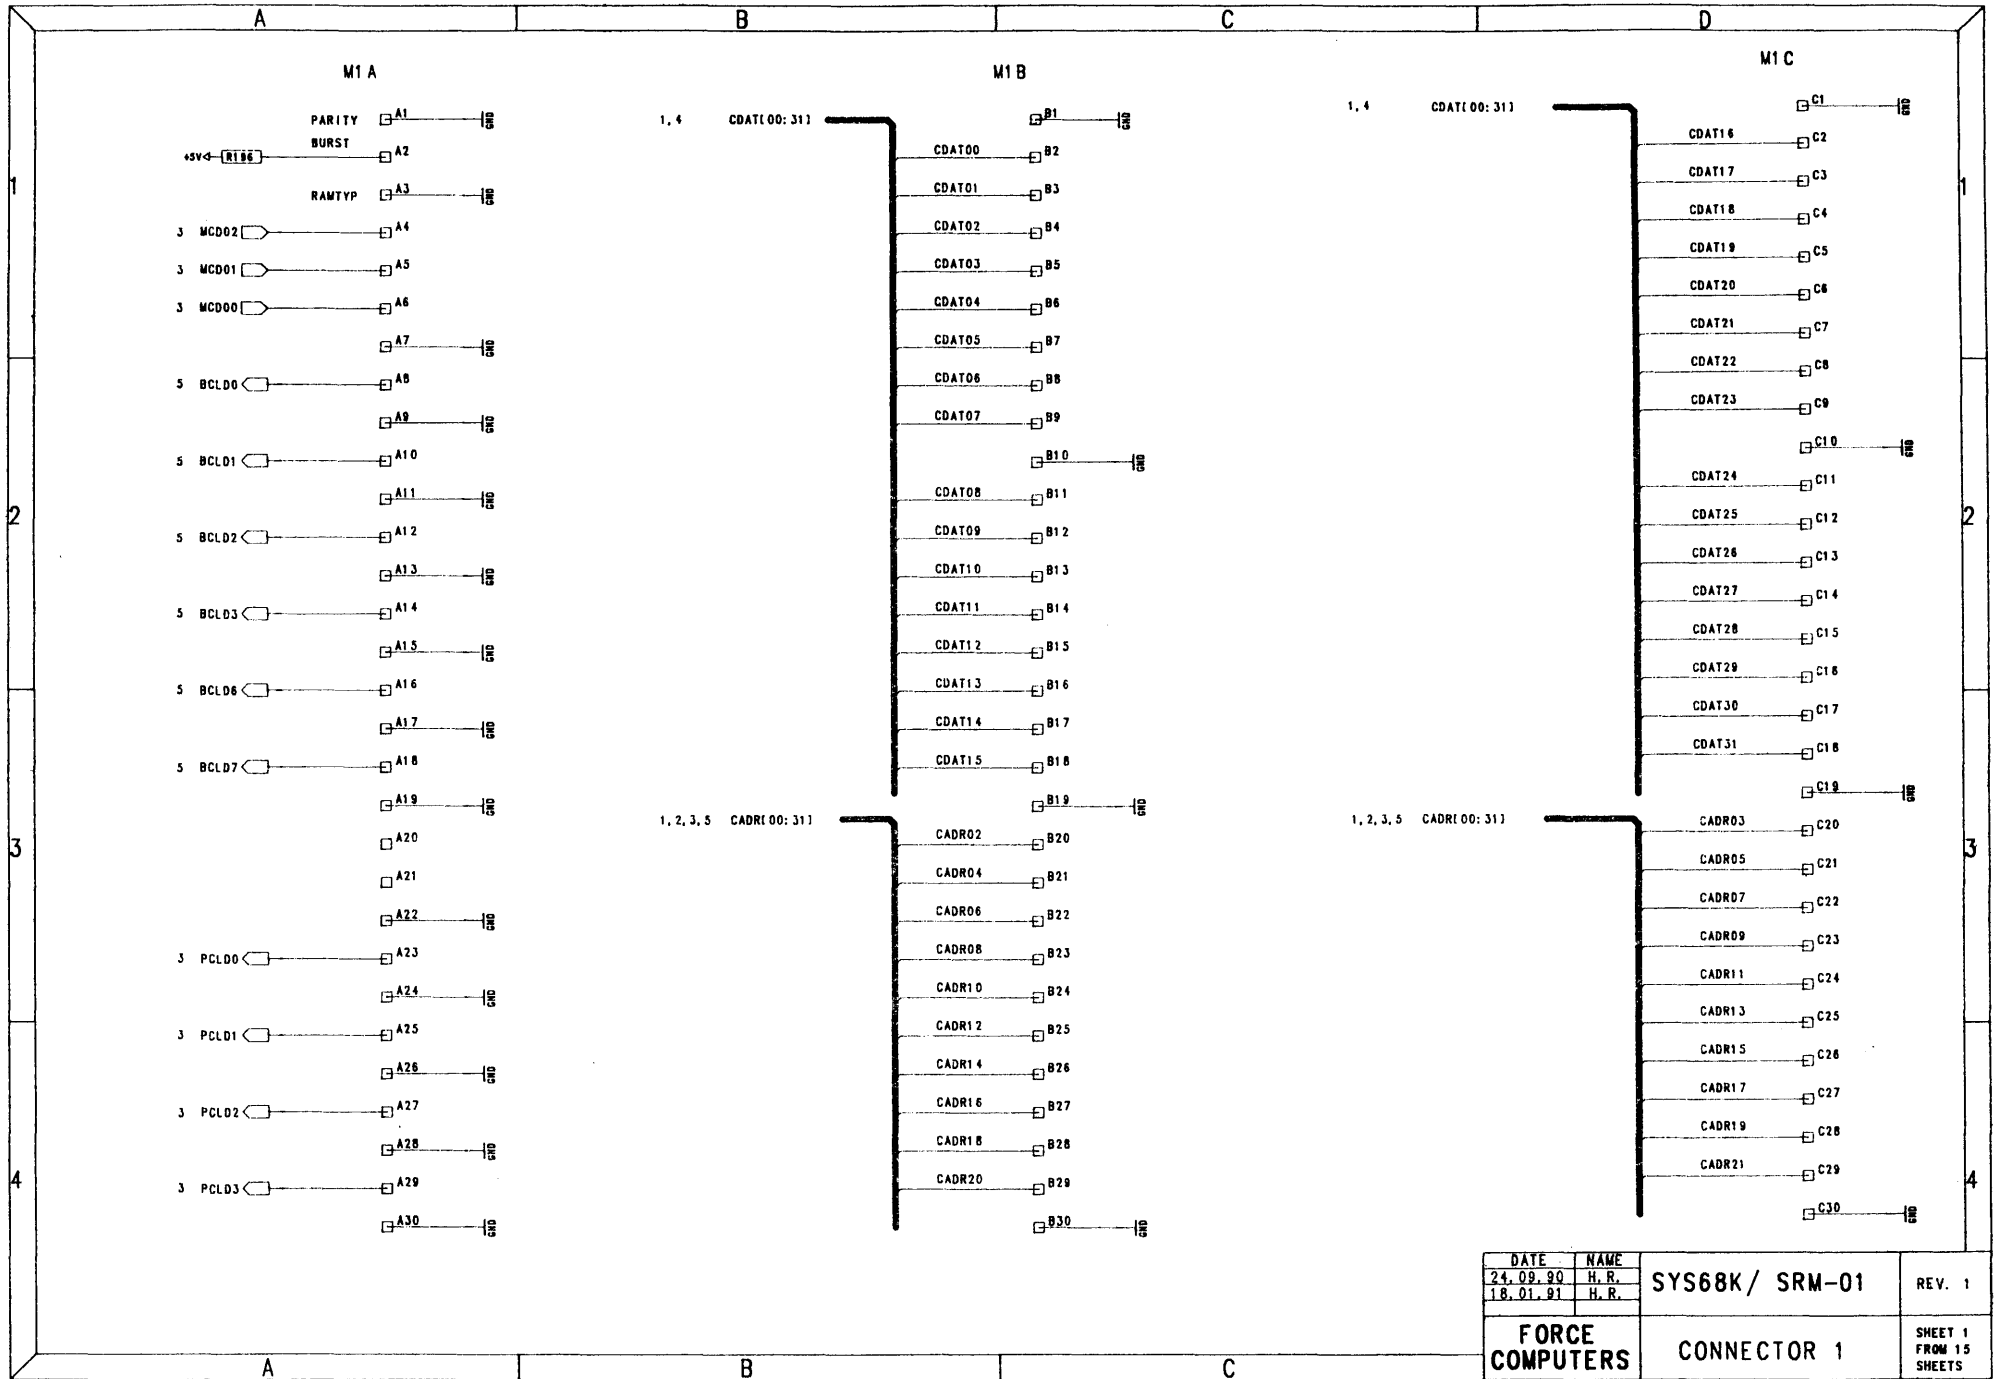 A B C D
M1A M1B M1C
PARITY A1 GND
BURST
+5V R186 A2
RAMTYP A3 GND
3 MCD02 A4
3 MCD01 A5
3 MCD00 A6
A7 GND
5 BCLD0 A8
A9 GND
5 BCLD1 A10
A11 GND
5 BCLD2 A12
A13 GND
5 BCLD3 A14
A15 GND
5 BCLD6 A16
A17 GND
5 BCLD7 A18
A19 GND
A20
A21
A22 GND
3 PCLD0 A23
A24 GND
3 PCLD1 A25
A26 GND
3 PCLD2 A27
A28 GND
3 PCLD3 A29
A30 GND
1,4 CDAT[00:31]
B1 GND
CDAT00 B2
CDAT01 B3
CDAT02 B4
CDAT03 B5
CDAT04 B6
CDAT05 B7
CDAT06 B8
CDAT07 B9
B10 GND
CDAT08 B11
CDAT09 B12
CDAT10 B13
CDAT11 B14
CDAT12 B15
CDAT13 B16
CDAT14 B17
CDAT15 B18
B19 GND
1,2,3,5 CADR[00:31]
CADR02 B20
CADR04 B21
CADR06 B22
CADR08 B23
CADR10 B24
CADR12 B25
CADR14 B26
CADR16 B27
CADR18 B28
CADR20 B29
B30 GND
1,4 CDAT[00:31]
C1 GND
CDAT16 C2
CDAT17 C3
CDAT18 C4
CDAT19 C5
CDAT20 C6
CDAT21 C7
CDAT22 C8
CDAT23 C9
C10 GND
CDAT24 C11
CDAT25 C12
CDAT26 C13
CDAT27 C14
CDAT28 C15
CDAT29 C16
CDAT30 C17
CDAT31 C18
C19 GND
1,2,3,5 CADR[00:31]
CADR03 C20
CADR05 C21
CADR07 C22
CADR09 C23
CADR11 C24
CADR13 C25
CADR15 C26
CADR17 C27
CADR19 C28
CADR21 C29
C30 GND
1 1
2 2
3 3
4 4
DATE NAME
24.09.90 H.R.
18.01.91 H.R.
SYS68K/ SRM-01
REV. 1
FORCE
COMPUTERS
CONNECTOR 1
SHEET 1
FROM 15
SHEETS
A B C